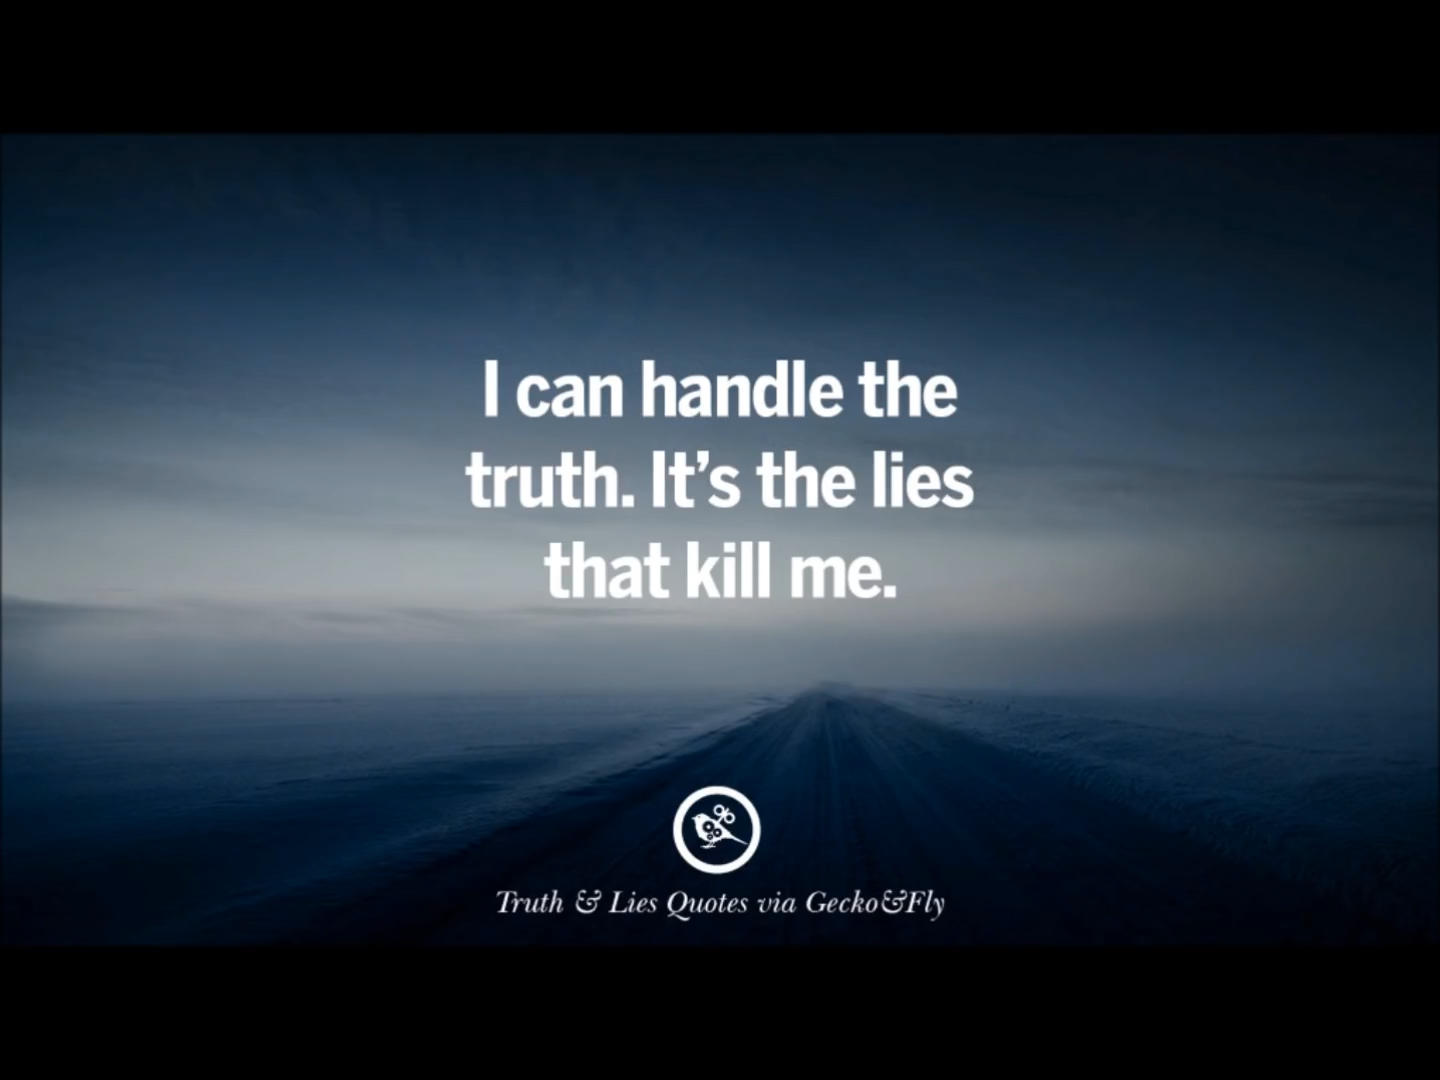 I can handle the
truth. It’s the lies
that kill me.
Truth & Lies Quotes via Gecko&Fly